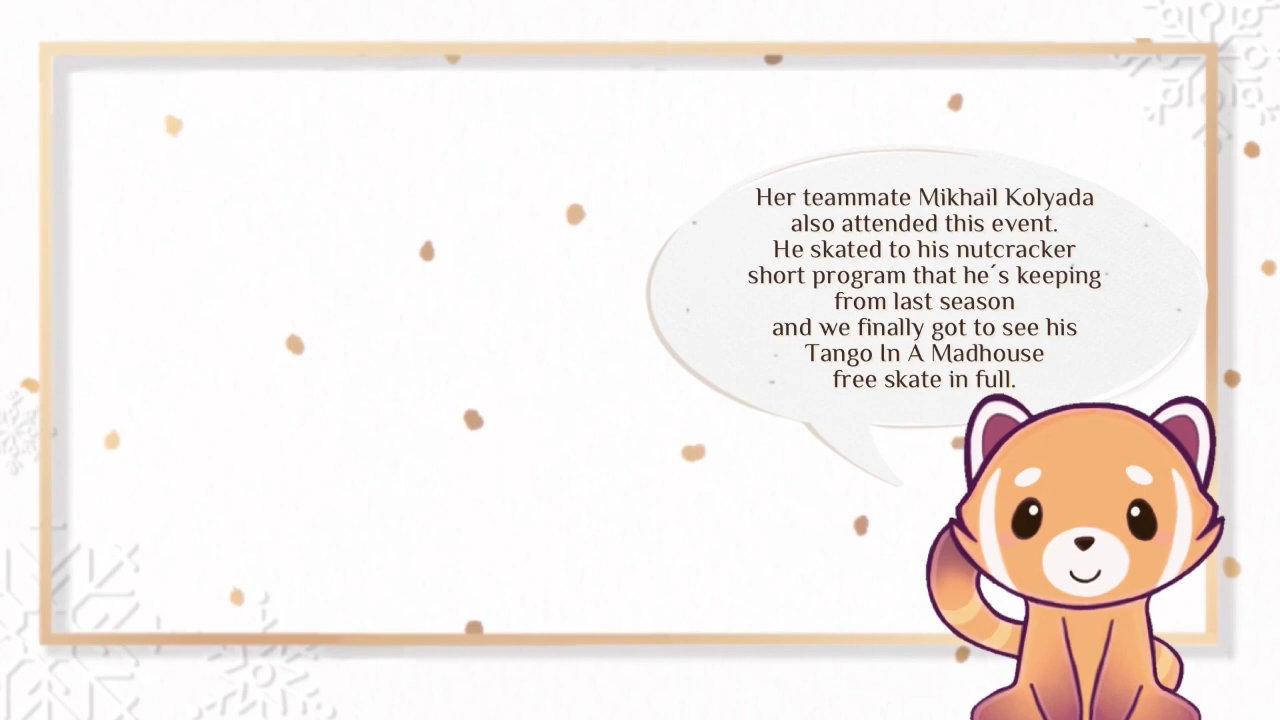 Her teammate Mikhail Kolyada
also attended this event.
He skated to his nutcracker
short program that he´s keeping
from last season
and we finally got to see his
Tango In A Madhouse
free skate in full.